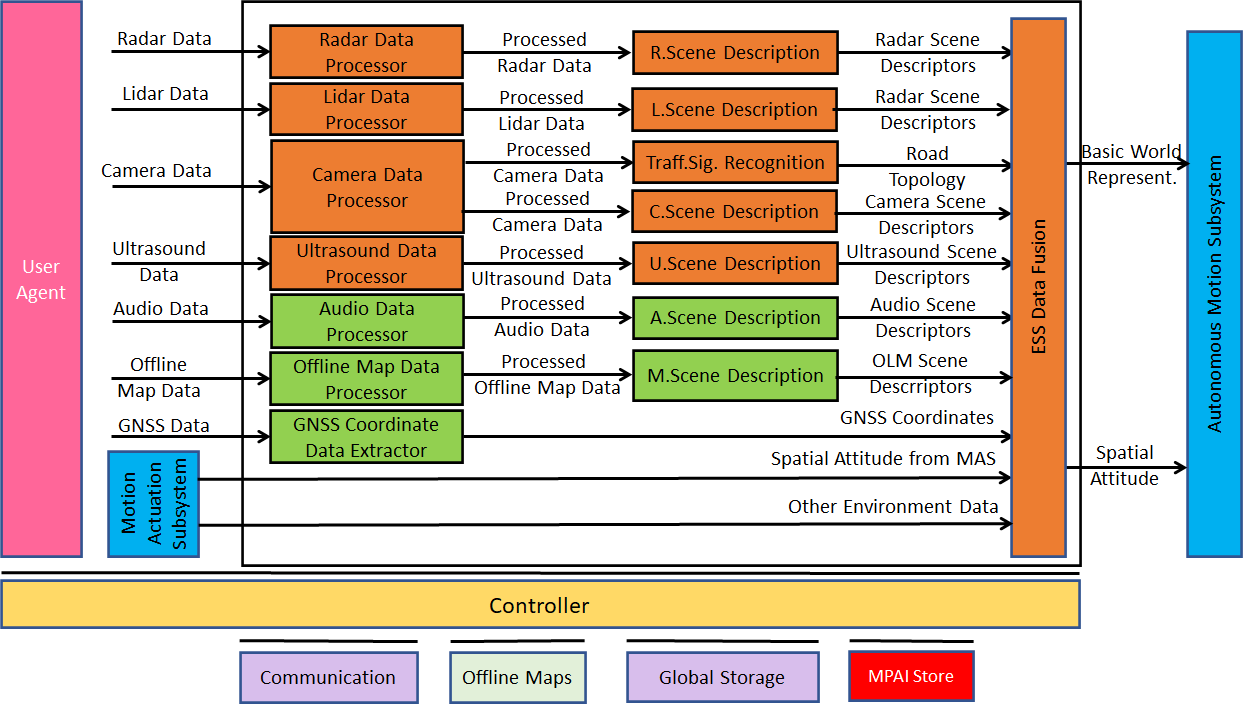 User
Agent
Radar Data
Radar Data
Processor
Processed
Radar Data
R.Scene Description
Radar Scene
Descriptors
Lidar Data
Lidar Data
Processor
Processed
Lidar Data
L.Scene Description
Radar Scene
Descriptors
Camera Data
Camera Data
Processor
Processed
Camera Data
Traff.Sig. Recognition
Road
Topology
Processed
Camera Data
C.Scene Description
Camera Scene
Descriptors
Ultrasound
Data
Ultrasound Data
Processor
Processed
Ultrasound Data
U.Scene Description
Ultrasound Scene
Descriptors
Audio Data
Audio Data
Processor
Processed
Audio Data
A.Scene Description
Audio Scene
Descriptors
Offline
Map Data
Offline Map Data
Processor
Processed
Offline Map Data
M.Scene Description
OLM Scene
Descrriptors
GNSS Data
GNSS Coordinate
Data Extractor
GNSS Coordinates
Motion
Actuation
Subsystem
Spatial Attitude from MAS
Other Environment Data
ESS Data Fusion
Basic World
Represent.
Spatial
Attitude
Autonomous Motion Subsystem
Controller
Communication
Offline Maps
Global Storage
MPAI Store